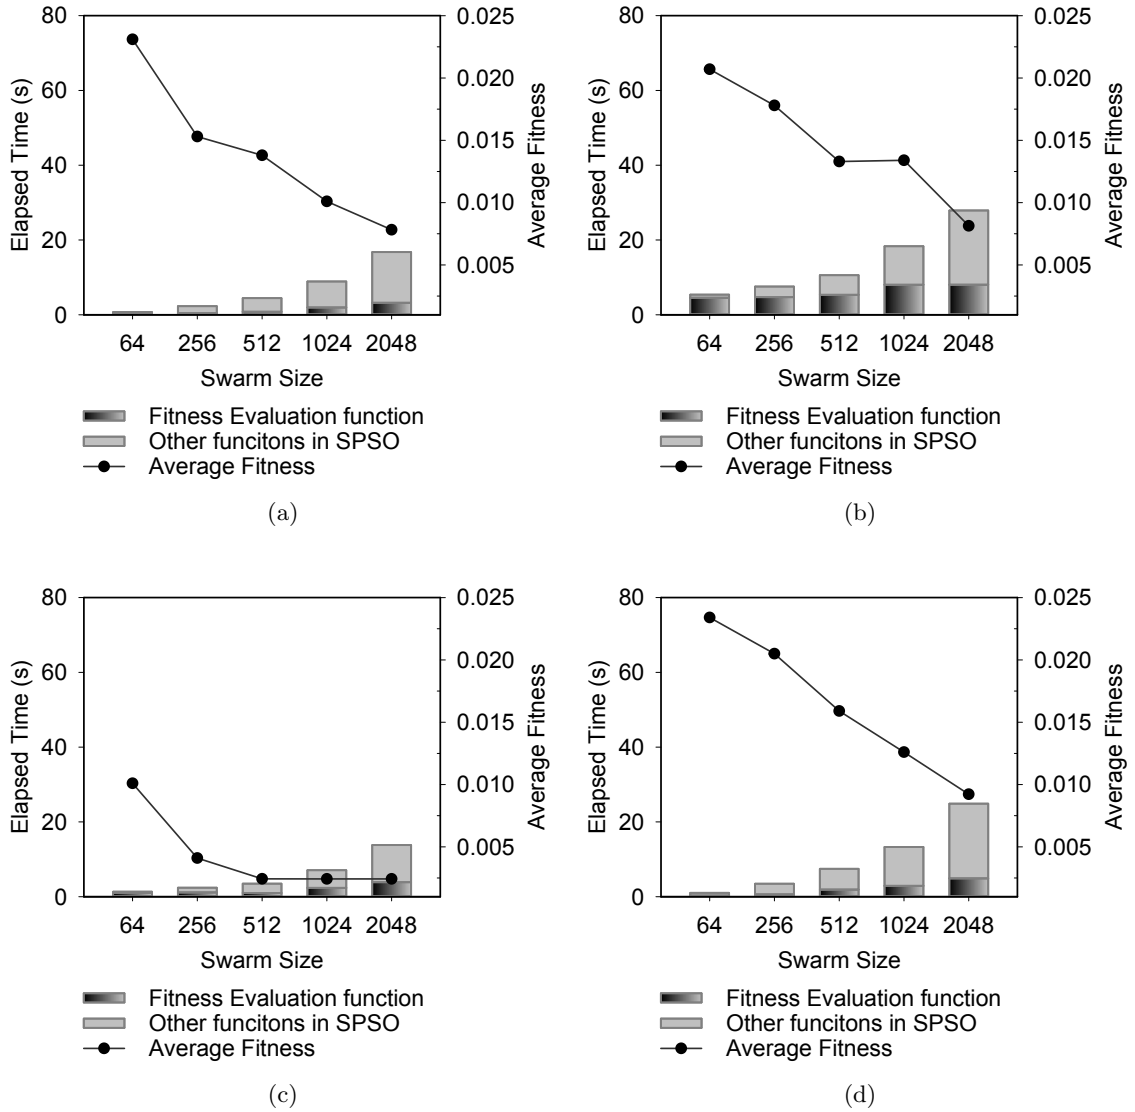 80
60
40
20
0
Elapsed Time (s)
0.025
0.020
0.015
0.010
0.005
Average Fitness
64 256 512 1024 2048
Swarm Size
Fitness Evaluation function
Other funcitons in SPSO
Average Fitness
(a)
80
60
40
20
0
Elapsed Time (s)
0.025
0.020
0.015
0.010
0.005
Average Fitness
64 256 512 1024 2048
Swarm Size
Fitness Evaluation function
Other funcitons in SPSO
Average Fitness
(b)
80
60
40
20
0
Elapsed Time (s)
0.025
0.020
0.015
0.010
0.005
Average Fitness
64 256 512 1024 2048
Swarm Size
Fitness Evaluation function
Other funcitons in SPSO
Average Fitness
(c)
80
60
40
20
0
Elapsed Time (s)
0.025
0.020
0.015
0.010
0.005
Average Fitness
64 256 512 1024 2048
Swarm Size
Fitness Evaluation function
Other funcitons in SPSO
Average Fitness
(d)